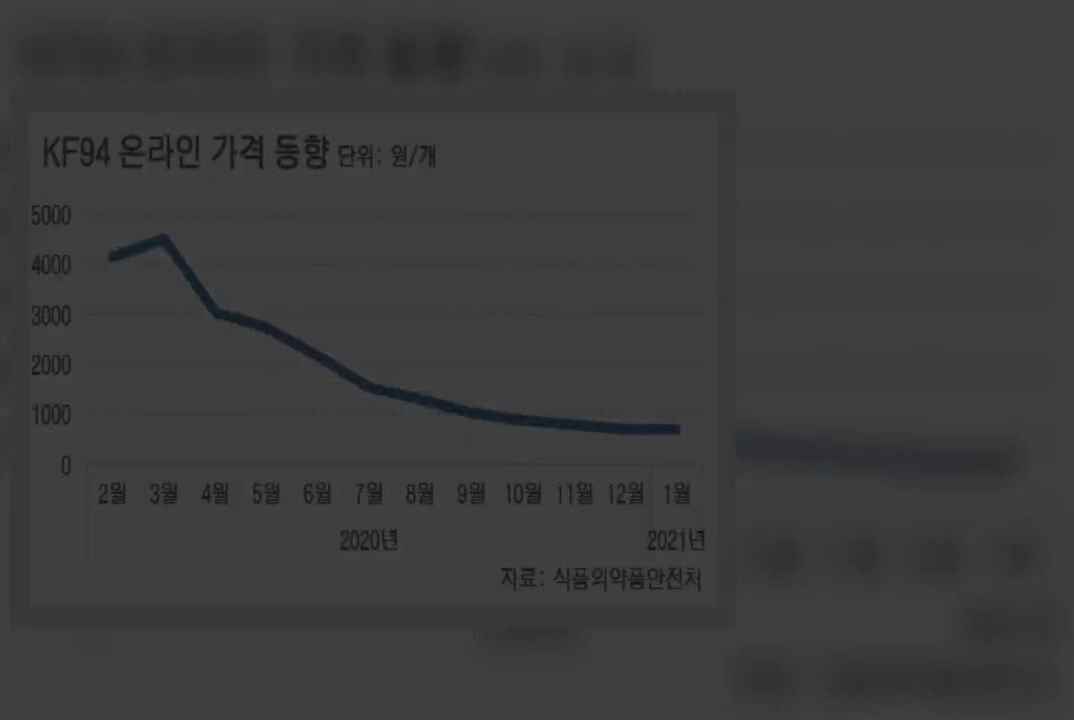 KF94 온라인 가격 동향 단위: 원/개
5000
4000
3000
2000
1000
0
2월 3월 4월 5월 6월 7월 8월 9월 10월 11월 12월 1월
2020년 2021년
자료: 식품의약품안전처